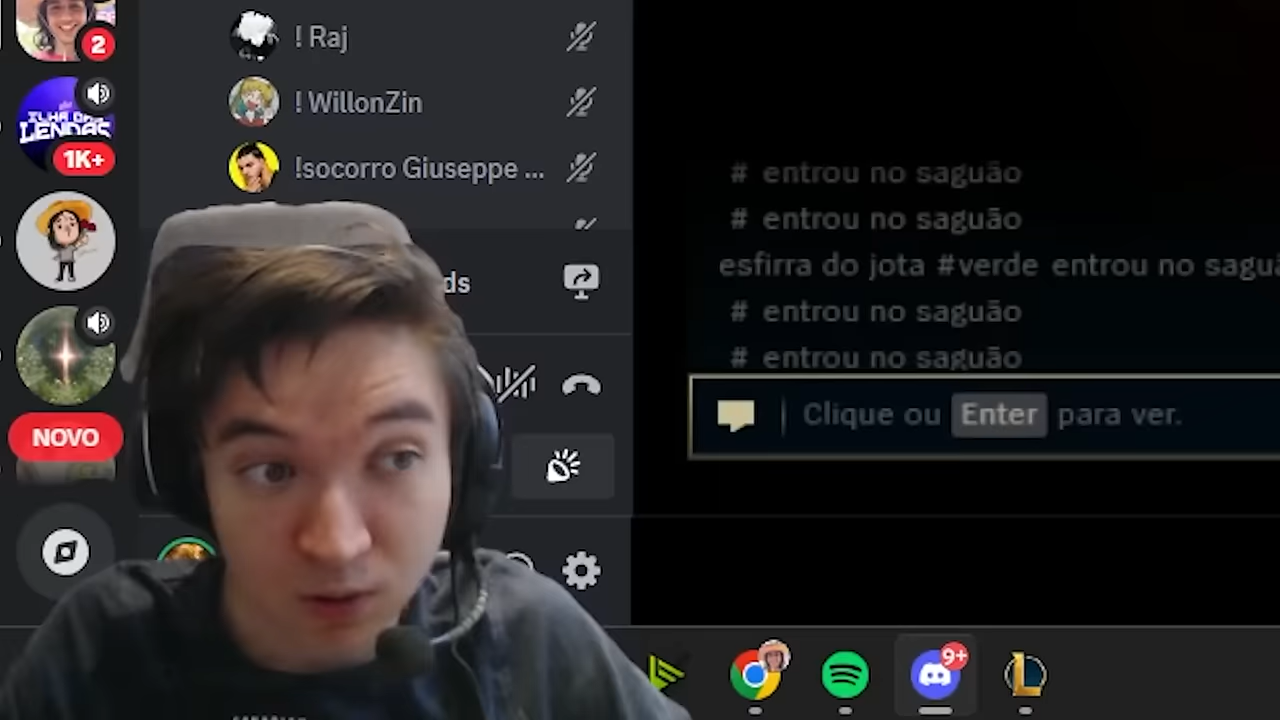 2
! Raj
! WillonZin
ILHA DAS
LENDAS
1K+
!socorro Giuseppe ...
# entrou no saguão
# entrou no saguão
esfirra do jota #verde entrou no sagu
# entrou no saguão
# entrou no saguão
ds
Clique ou Enter para ver.
NOVO
9+